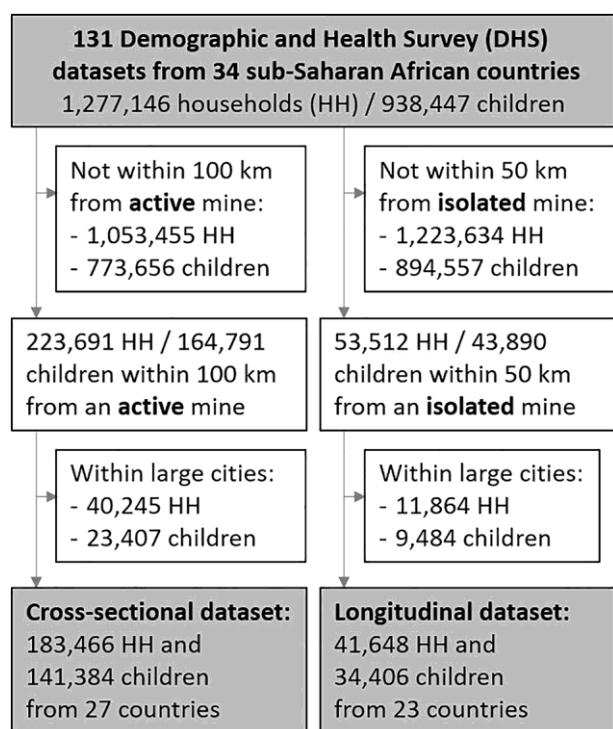 131 Demographic and Health Survey (DHS)
datasets from 34 sub-Saharan African countries
1,277,146 households (HH) / 938,447 children
Not within 100 km
from active mine:
- 1,053,455 HH
- 773,656 children
Not within 50 km
from isolated mine:
- 1,223,634 HH
- 894,557 children
223,691 HH / 164,791
children within 100 km
from an active mine
53,512 HH / 43,890
children within 50 km
from an isolated mine
Within large cities:
- 40,245 HH
- 23,407 children
Within large cities:
- 11,864 HH
- 9,484 children
Cross-sectional dataset:
183,466 HH and
141,384 children
from 27 countries
Longitudinal dataset:
41,648 HH and
34,406 children
from 23 countries